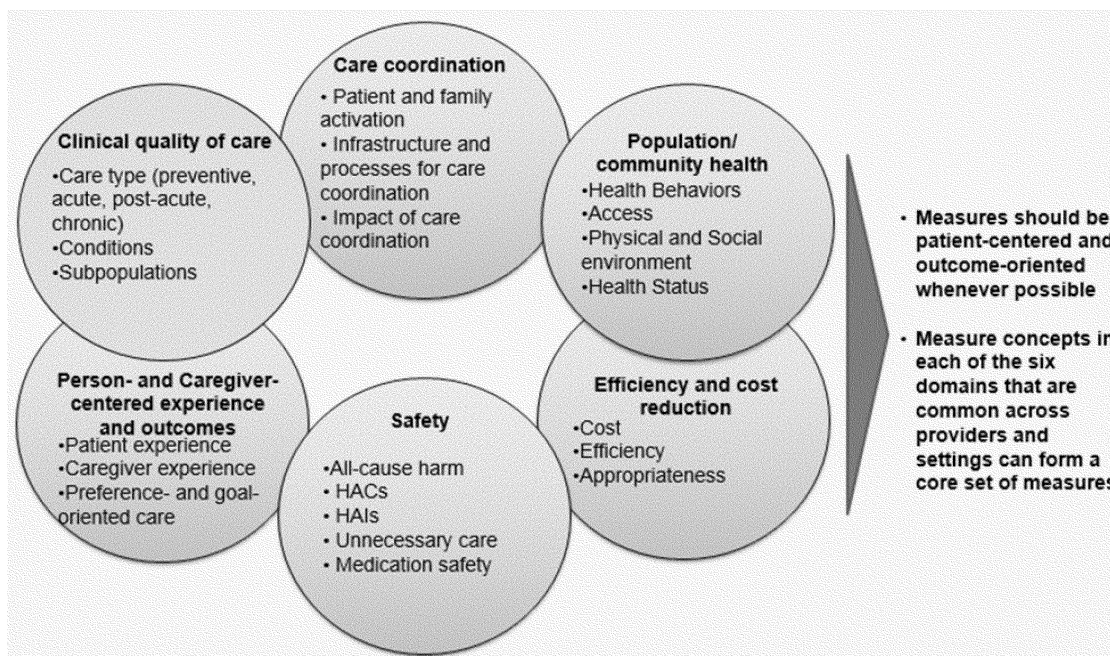 Care coordination
• Patient and family
activation
• Infrastructure and
processes for care
coordination
• Impact of care
coordination
Clinical quality of care
•Care type (preventive,
acute, post-acute,
chronic)
•Conditions
•Subpopulations
Population/
community health
•Health Behaviors
•Access
•Physical and Social
environment
•Health Status
Person- and Caregiver-
centered experience
and outcomes
•Patient experience
•Caregiver experience
•Preference- and goal-
oriented care
Safety
•All-cause harm
• HACs
• HAIs
• Unnecessary care
• Medication safety
Efficiency and cost
reduction
•Cost
•Efficiency
•Appropriateness
• Measures should be
patient-centered and
outcome-oriented
whenever possible
• Measure concepts in
each of the six
domains that are
common across
providers and
settings can form a
core set of measures